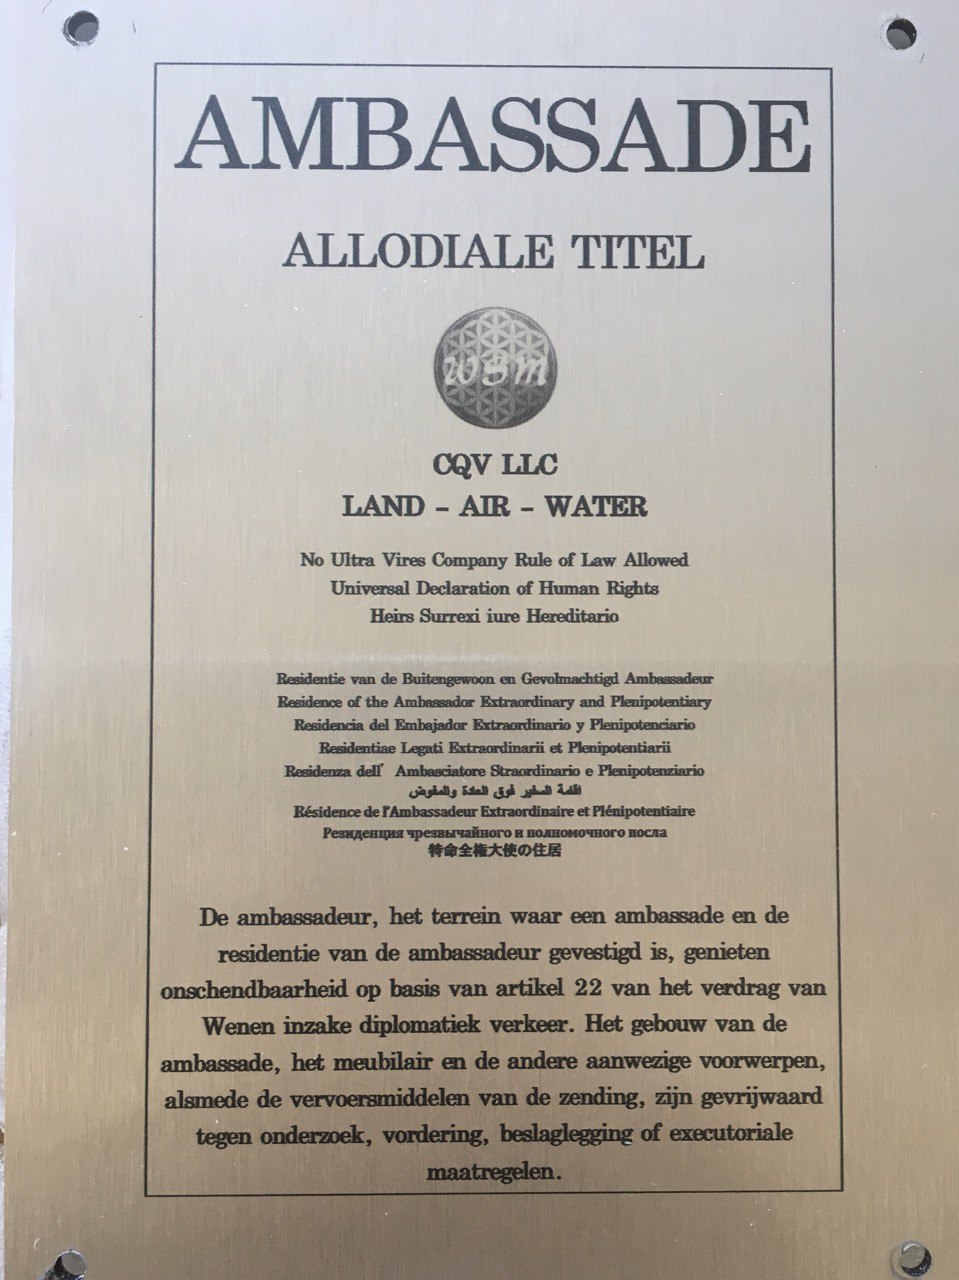 AMBASSADE
ALLODIALE TITEL
wsm
CQV LLC
LAND – AIR – WATER
No Ultra Vires Company Rule of Law Allowed
Universal Declaration of Human Rights
Heirs Surrexi iure Hereditario
Residentie van de Buitengewoon en Gevolmachtigd Ambassadeur
Residence of the Ambassador Extraordinary and Plenipotentiary
Residencia del Embajador Extraordinario y Plenipotenciario
Residentiae Legati Extraordinarii et Plenipotentiarii
Residenza dell' Ambasciatore Straordinario e Plenipotenziario
السفير فوق العادة والمفوض
Résidence de l'Ambassadeur Extraordinaire et Plénipotentiaire
Резиденция чрезвычайного и полномочного посла
特命全権大使の住居
De ambassadeur, het terrein waar een ambassade en de
residentie van de ambassadeur gevestigd is, genieten
onschendbaarheid op basis van artikel 22 van het verdrag van
Wenen inzake diplomatiek verkeer. Het gebouw van de
ambassade, het meubilair en de andere aanwezige voorwerpen,
alsmede de vervoersmiddelen van de zending, zijn gevrijwaard
tegen onderzoek, vordering, beslaglegging of executoriale
maatregelen.